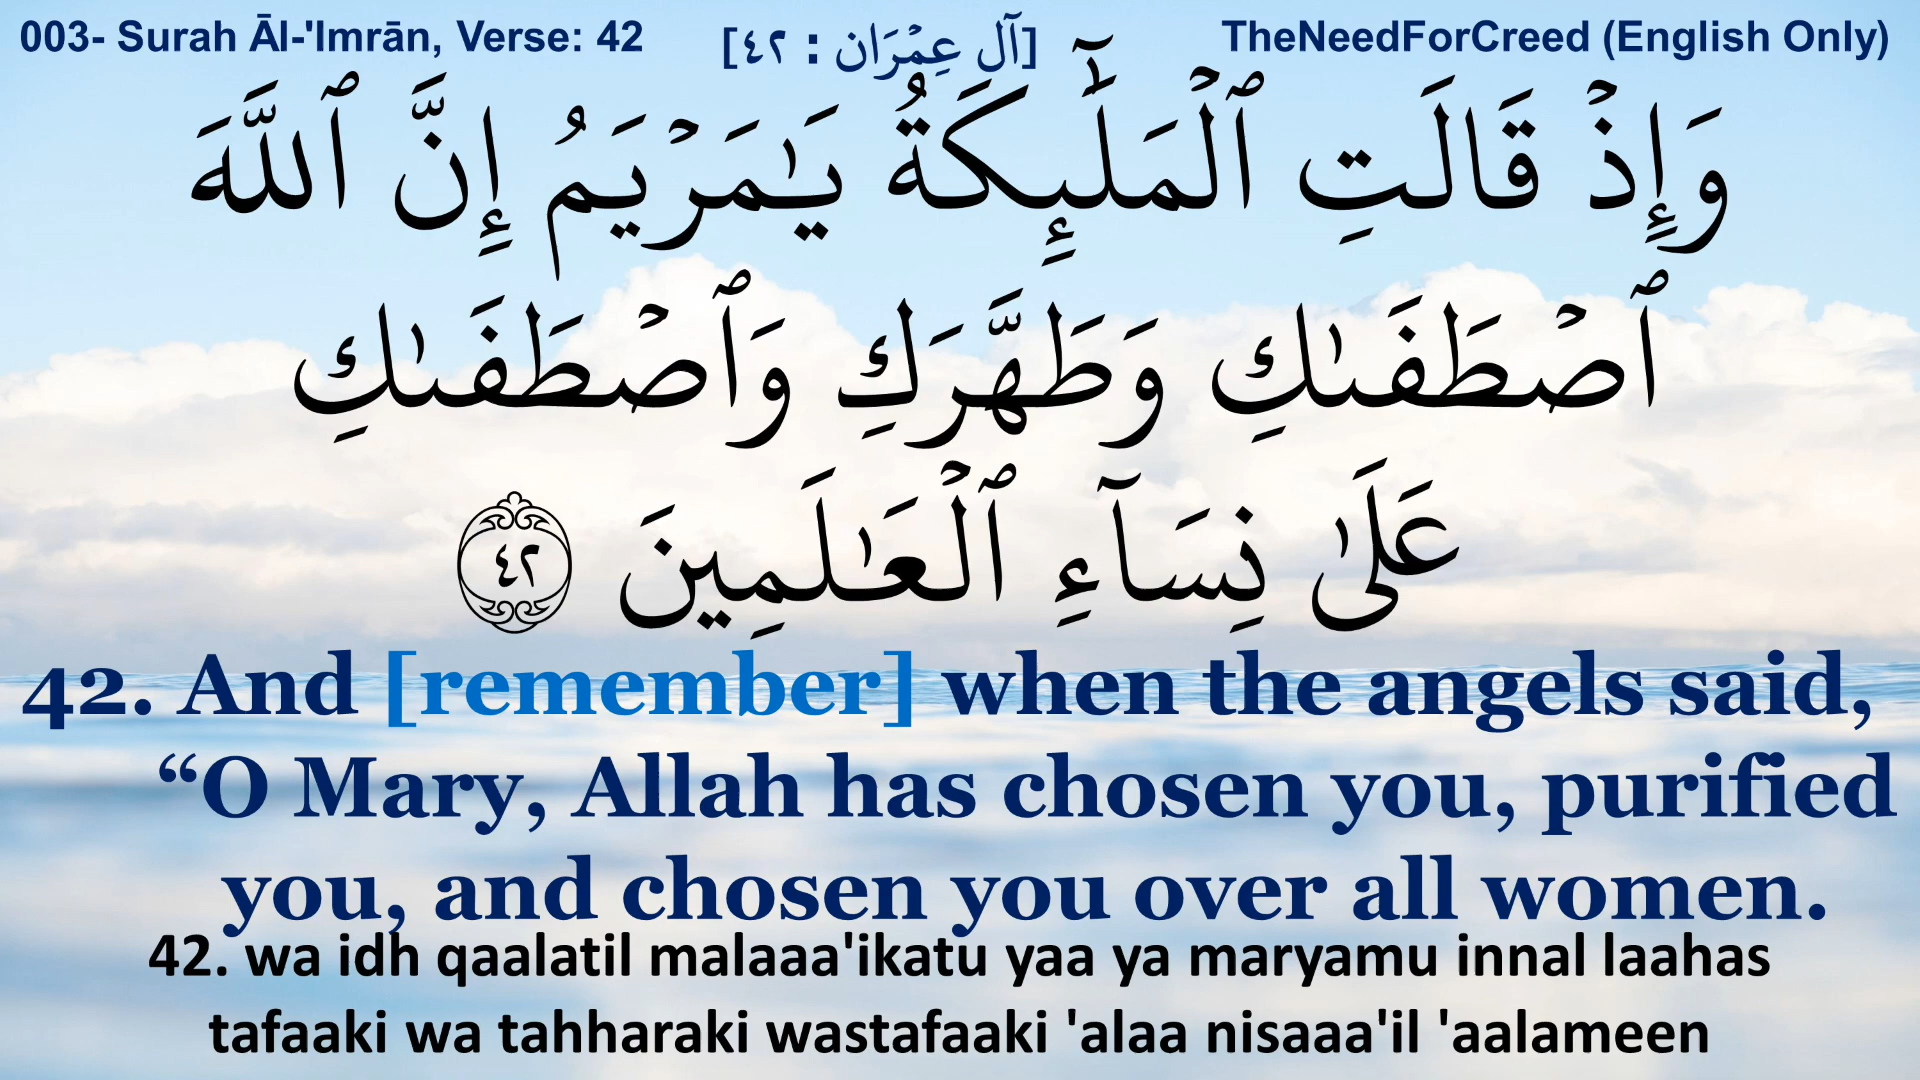 003- Surah Āl-'Imrān, Verse: 42
[آل عِمْرَان : ٤٢]
TheNeedForCreed (English Only)
وَإِذۡ قَالَتِ ٱلۡمَلَٰٓئِكَةُ يَٰمَرۡيَمُ إِنَّ ٱللَّهَ
ٱصۡطَفَىٰكِ وَطَهَّرَكِ وَٱصۡطَفَىٰكِ
عَلَىٰ نِسَآءِ ٱلۡعَٰلَمِينَ ٤٢
42. And [remember] when the angels said,
“O Mary, Allah has chosen you, purified
you, and chosen you over all women.
42. wa idh qaalatil malaaa'ikatu yaa ya maryamu innal laahas
tafaaki wa tahharaki wastafaaki 'alaa nisaaa'il 'aalameen